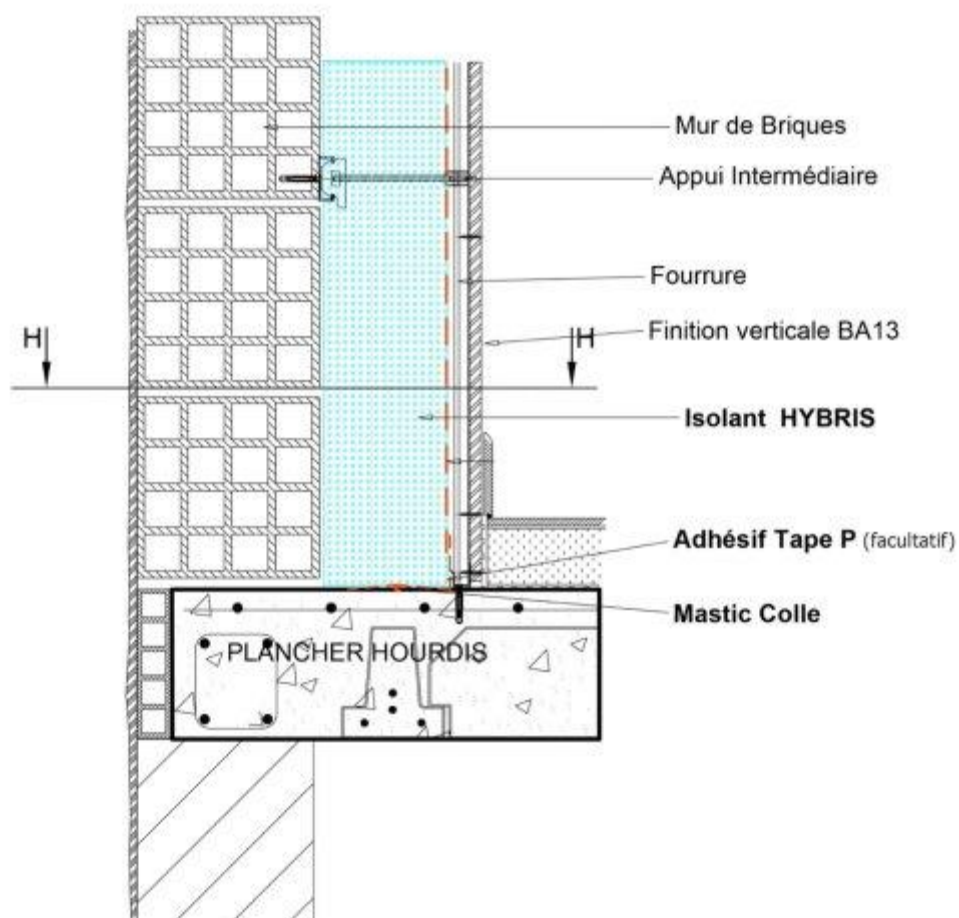 Mur de Briques
Appui Intermédiaire
Fourrure
H
H
Finition verticale BA13
Isolant HYBRIS
Adhésif Tape P (facultatif)
Mastic Colle
PLANCHER HOURDIS